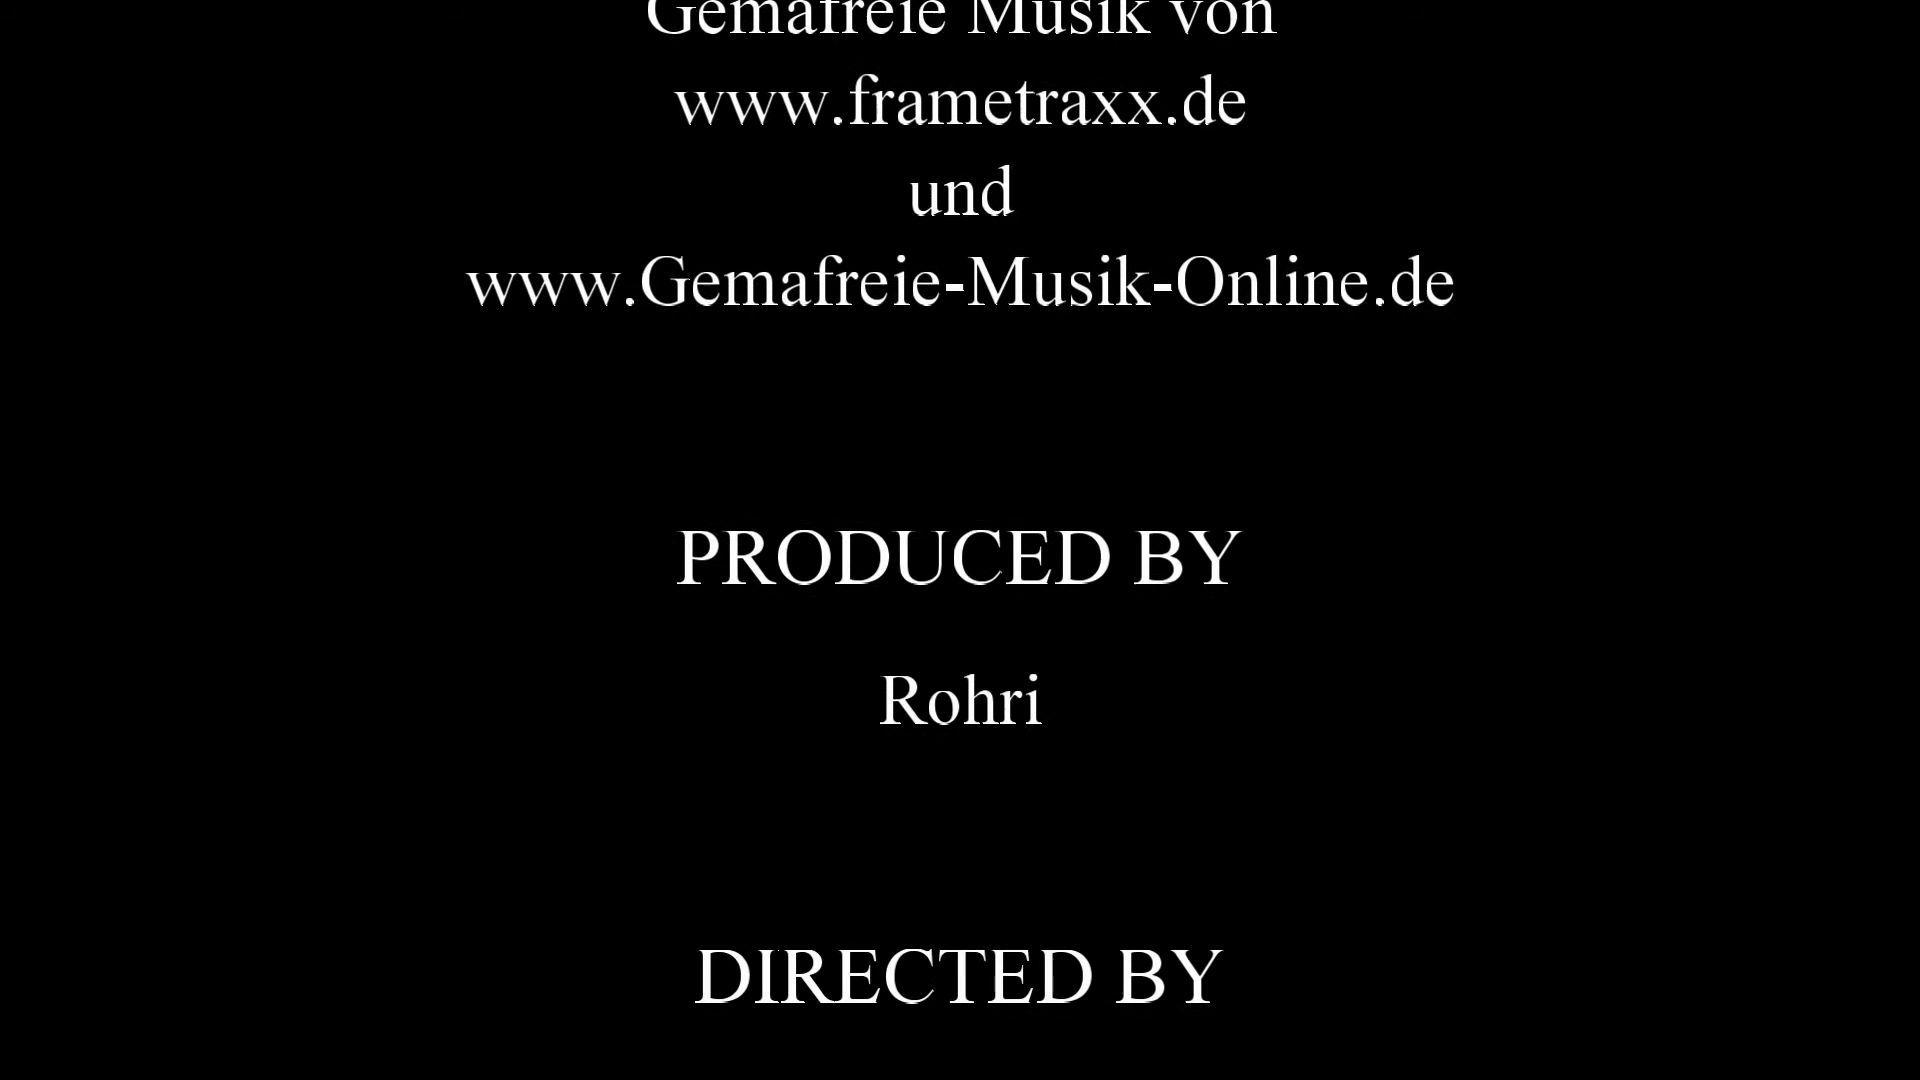 Gemafreie Musik von
www.frametraxx.de
und
www.Gemafreie-Musik-Online.de
PRODUCED BY
Rohri
DIRECTED BY